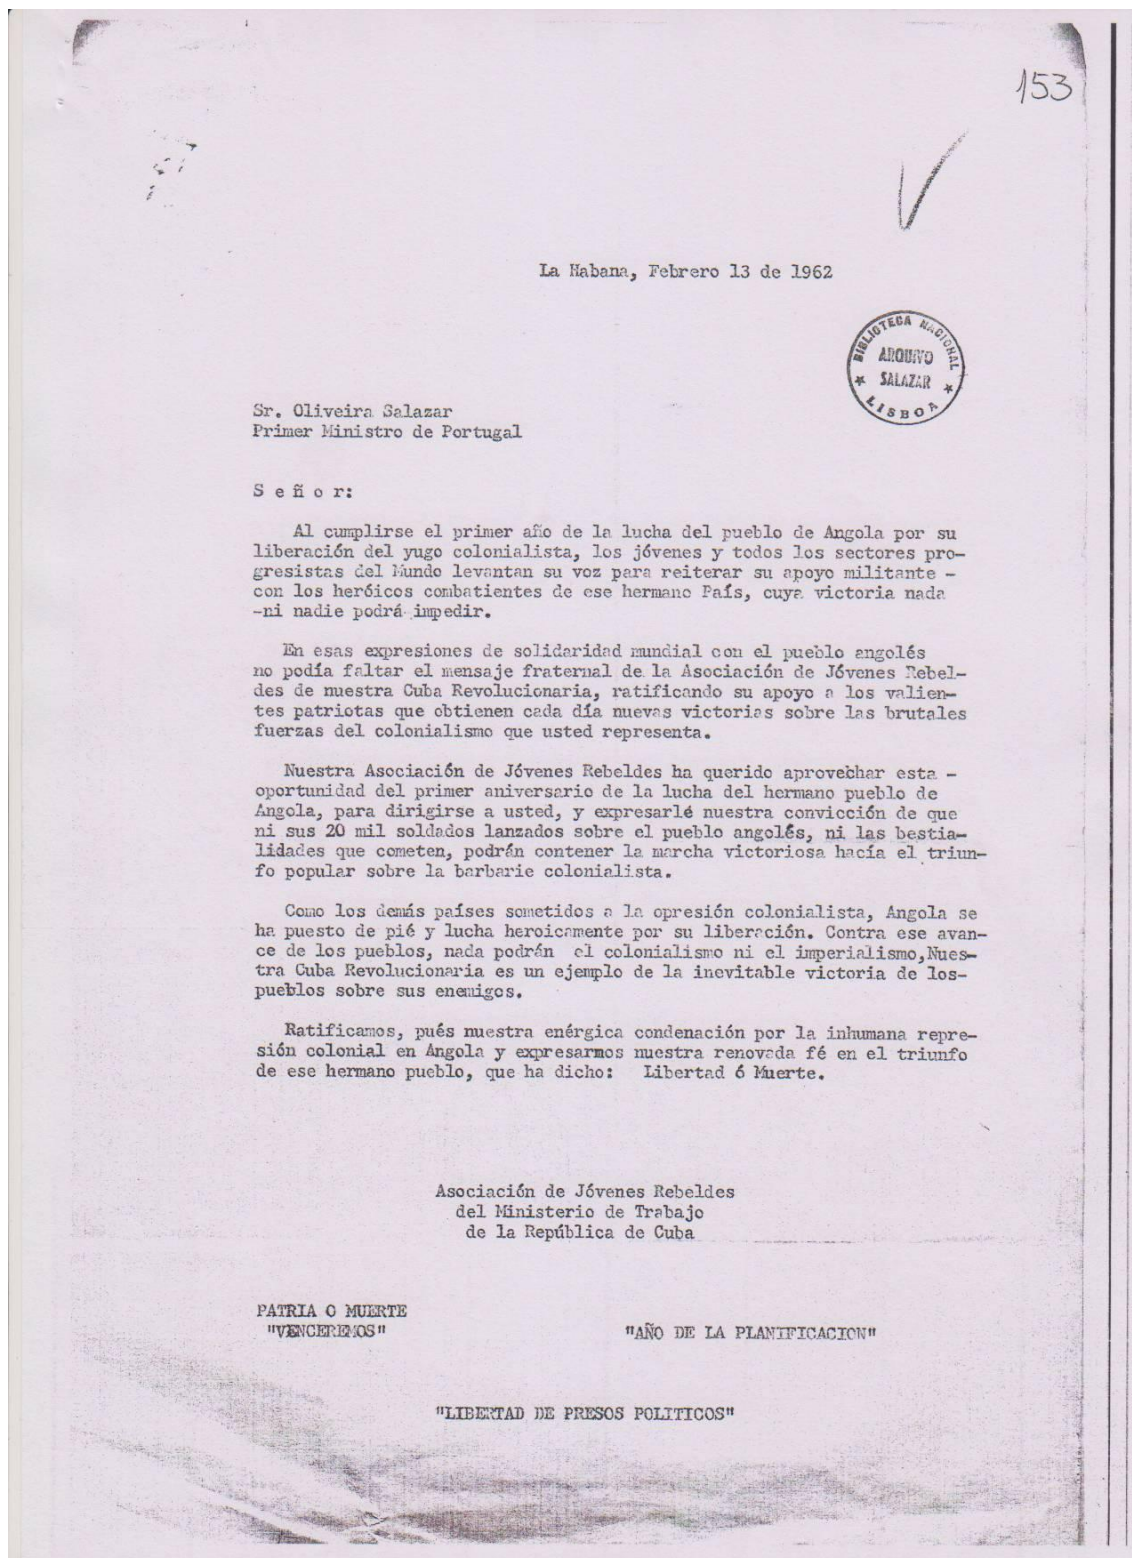 153
La Habana, Febrero 13 de 1962
BIBLIOTECA NACIONAL
ARQUIVO
SALAZAR
LISBOA
Sr. Oliveira Salazar
Primer Ministro de Portugal
S e ñ o r:
Al cumplirse el primer año de la lucha del pueblo de Angola por su
liberación del yugo colonialista, los jóvenes y todos los sectores pro-
gresistas del Mundo levantan su voz para reiterar su apoyo militante -
con los heróicos combatientes de ese hermano País, cuya victoria nada
-ni nadie podrá impedir.
En esas expresiones de solidaridad mundial con el pueblo angolés
no podía faltar el mensaje fraternal de la Asociación de Jóvenes Rebel-
des de nuestra Cuba Revolucionaria, ratificando su apoyo a los valien-
tes patriotas que obtienen cada día nuevas victorias sobre las brutales
fuerzas del colonialismo que usted representa.
Nuestra Asociación de Jóvenes Rebeldes ha querido aprovechar esta -
oportunidad del primer aniversario de la lucha del hermano pueblo de
Angola, para dirigirse a usted, y expresarlé nuestra convicción de que
ni sus 20 mil soldados lanzados sobre el pueblo angolés, ni las bestia-
lidades que cometen, podrán contener la marcha victoriosa hacía el triun-
fo popular sobre la barbarie colonialista.
Como los demás países sometidos a la opresión colonialista, Angola se
ha puesto de pié y lucha heroicamente por su liberación. Contra ese avan-
ce de los pueblos, nada podrán el colonialismo ni el imperialismo,Nues-
tra Cuba Revolucionaria es un ejemplo de la inevitable victoria de los-
pueblos sobre sus enemigos.
Ratificamos, pués nuestra enérgica condenación por la inhumana repre-
sión colonial en Angola y expresarmos nuestra renovada fé en el triunfo
de ese hermano pueblo, que ha dicho: Libertad ó Muerte.
Asociación de Jóvenes Rebeldes
del Ministerio de Trabajo
de la República de Cuba
PATRIA O MUERTE
"VENCEREMOS"
"AÑO DE LA PLANIFICACION"
"LIBERTAD DE PRESOS POLITICOS"